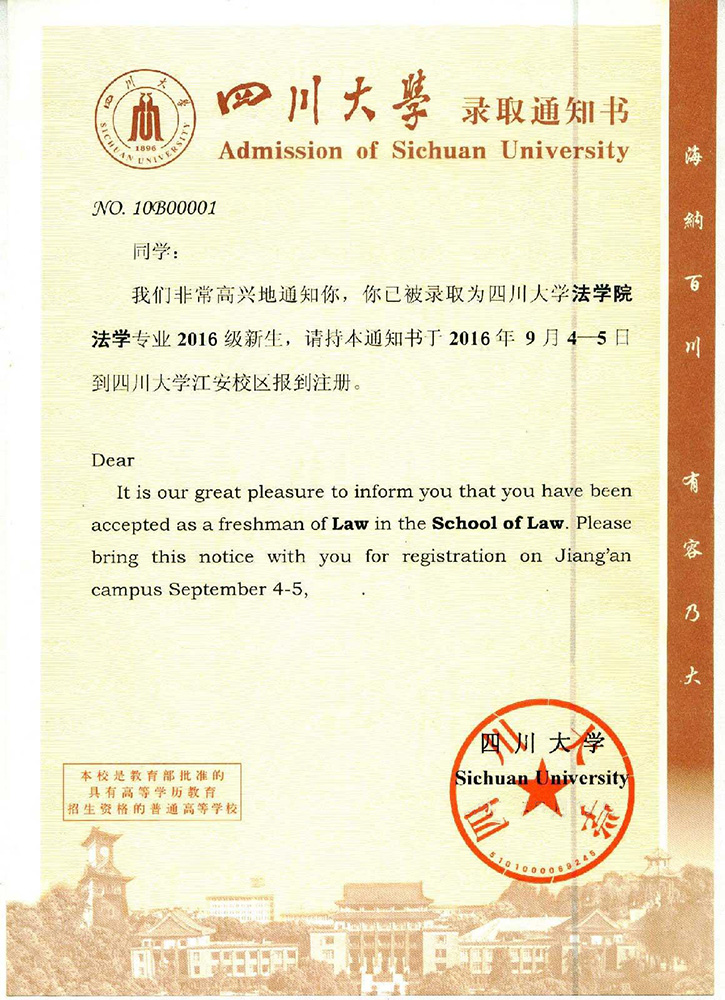 四川大学
SICHUAN UNIVERSITY
1896
四川大學 录取通知书
Admission of Sichuan University
NO. 10B00001
同学：
我们非常高兴地通知你，你已被录取为四川大学法学院
法学专业 2016 级新生，请持本通知书于 2016 年 9 月 4—5 日
到四川大学江安校区报到注册。
Dear
It is our great pleasure to inform you that you have been
accepted as a freshman of Law in the School of Law. Please
bring this notice with you for registration on Jiang'an
campus September 4-5, .
海納百川 有容乃大
四川大学
Sichuan University
四川大学
5101000069245
本校是教育部批准的
具有高等学历教育
招生资格的普通高等学校